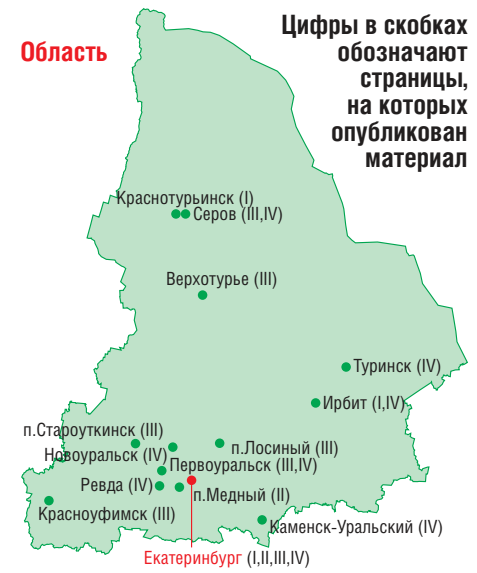 Область
Цифры в скобках
обозначают
страницы,
на которых
опубликован
материал
Краснотурьинск (I)
Серов (III,IV)
Верхотурье (III)
Туринск (IV)
Ирбит (I,IV)
п.Староуткинск (III)
п.Лосиный (III)
Новоуральск (IV)
Первоуральск (III,IV)
Ревда (IV)
п.Медный (II)
Красноуфимск (III)
Каменск-Уральский (IV)
Екатеринбург (I,II,III,IV)